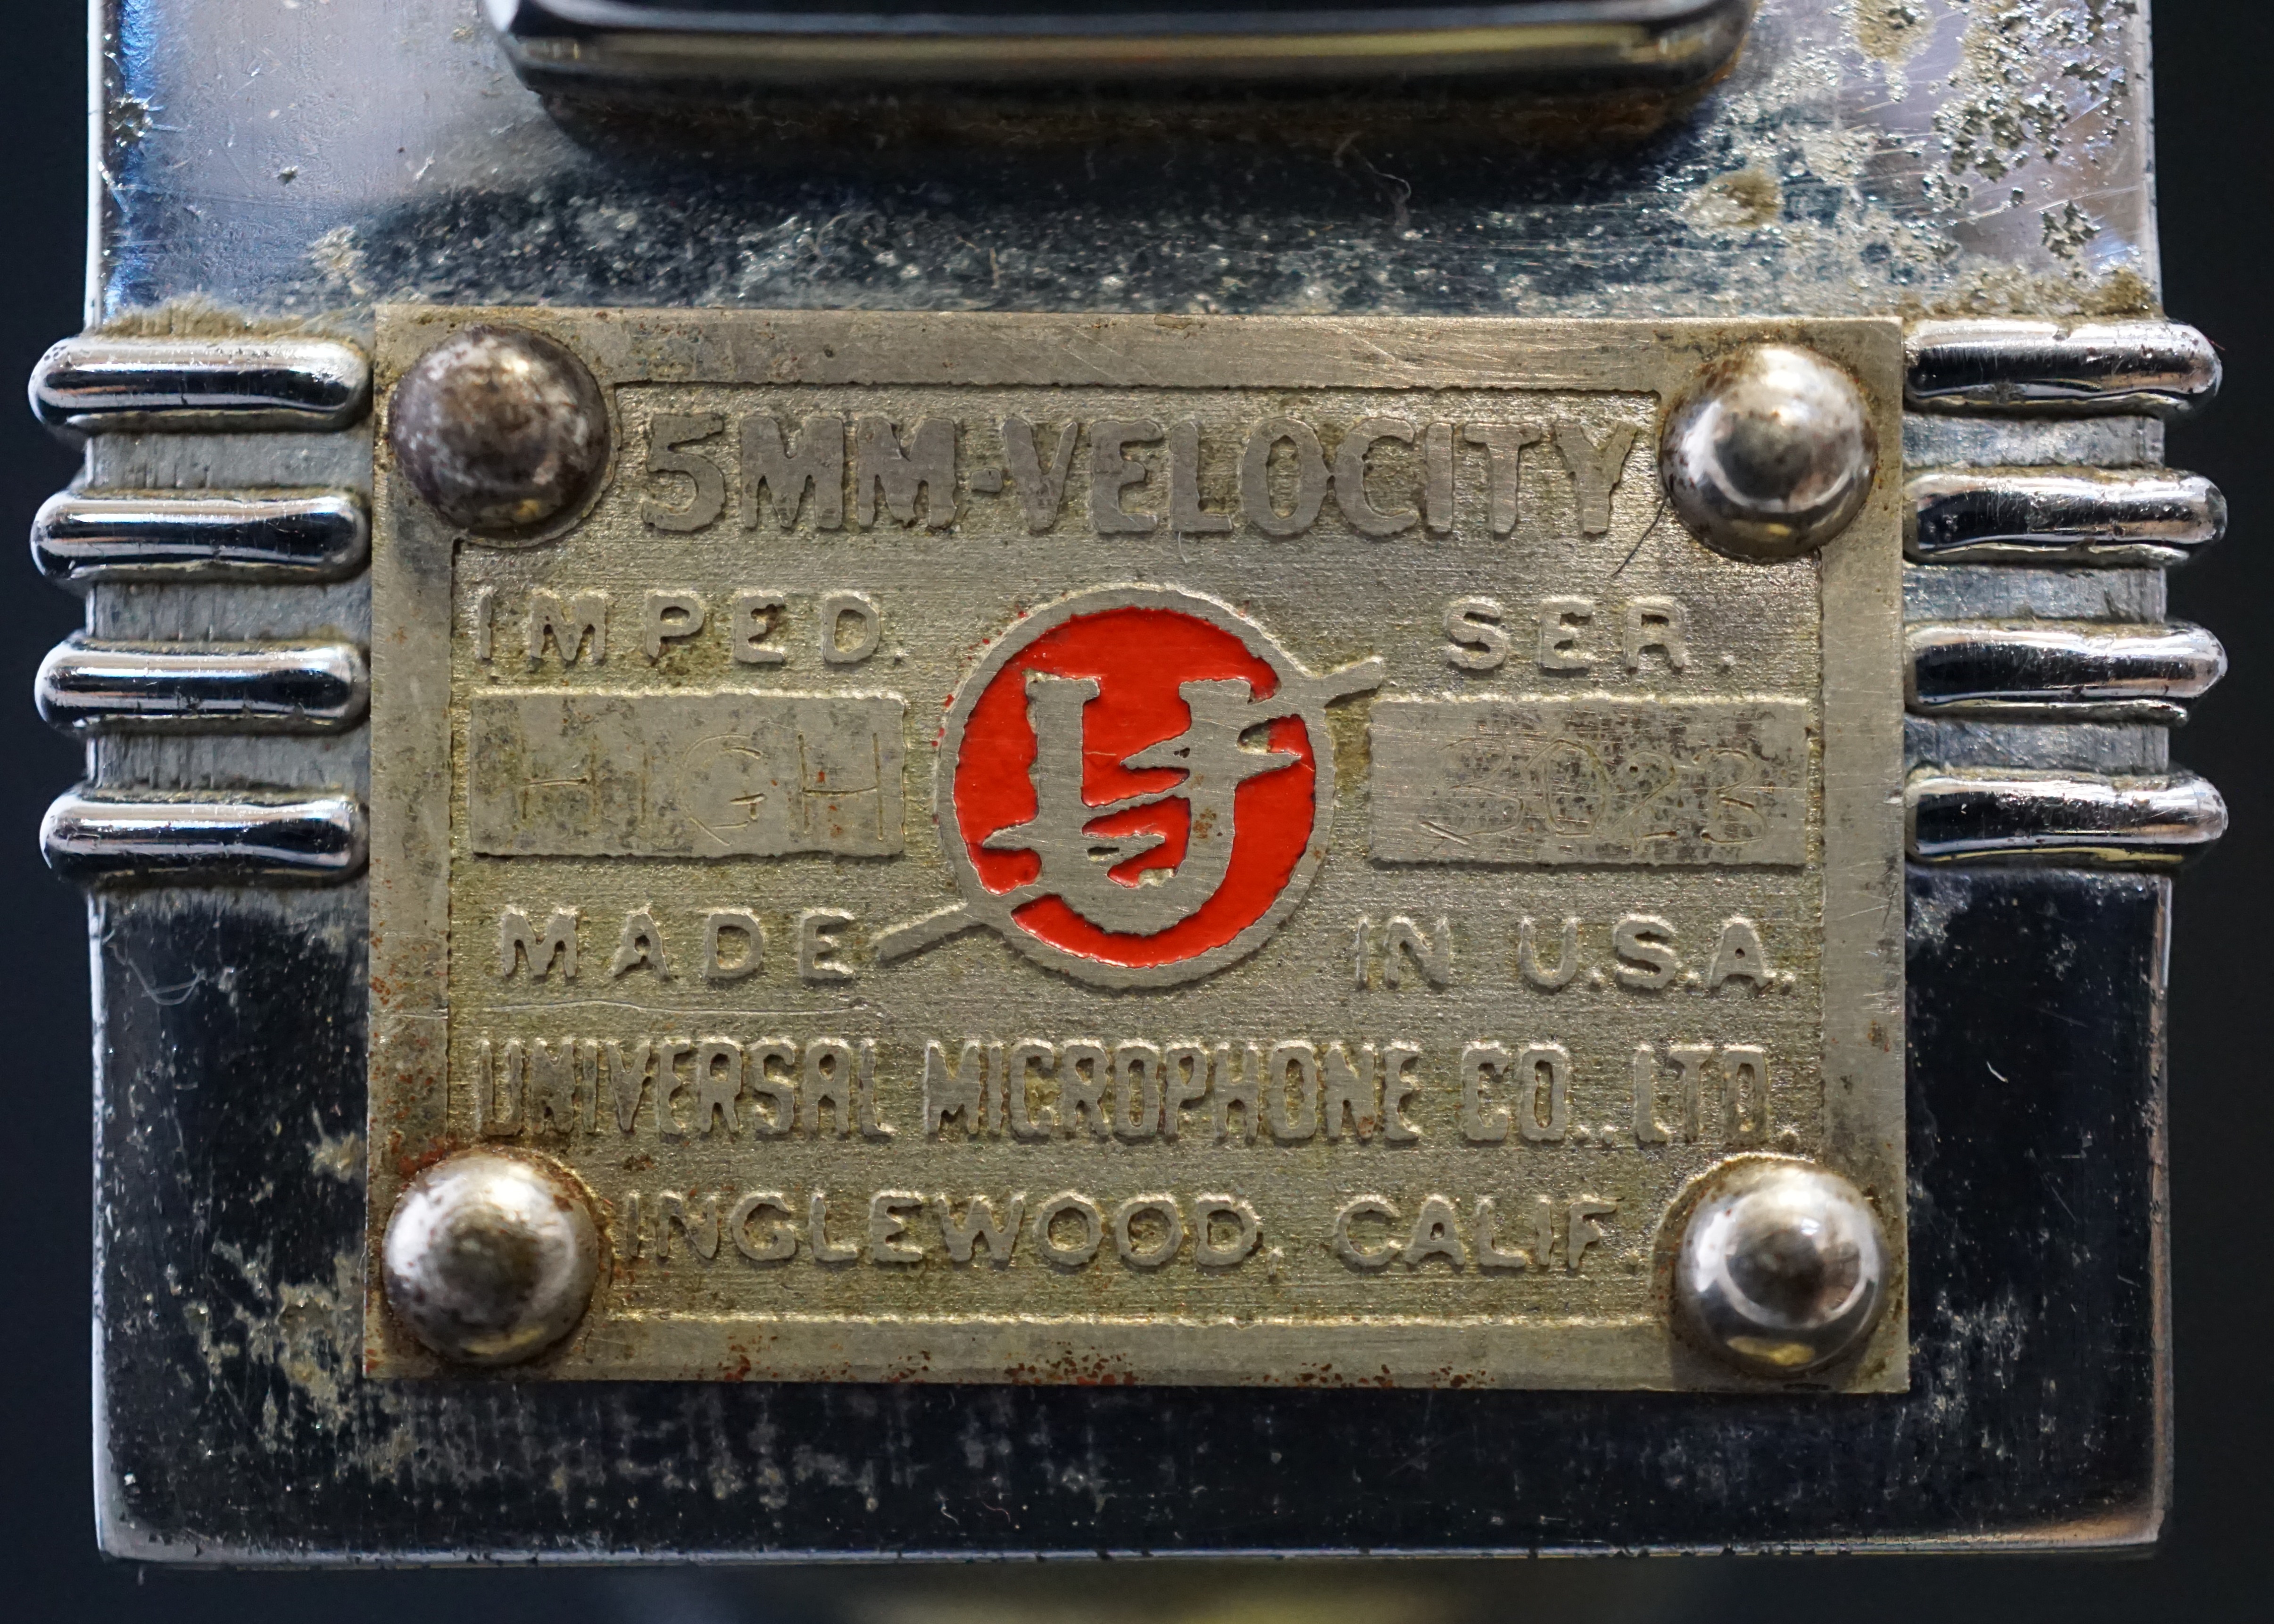 5MM-VELOCITY
IMPED. SER.
HIGH U 3023
MADE IN U.S.A.
UNIVERSAL MICROPHONE CO., LTD.
INGLEWOOD, CALIF.